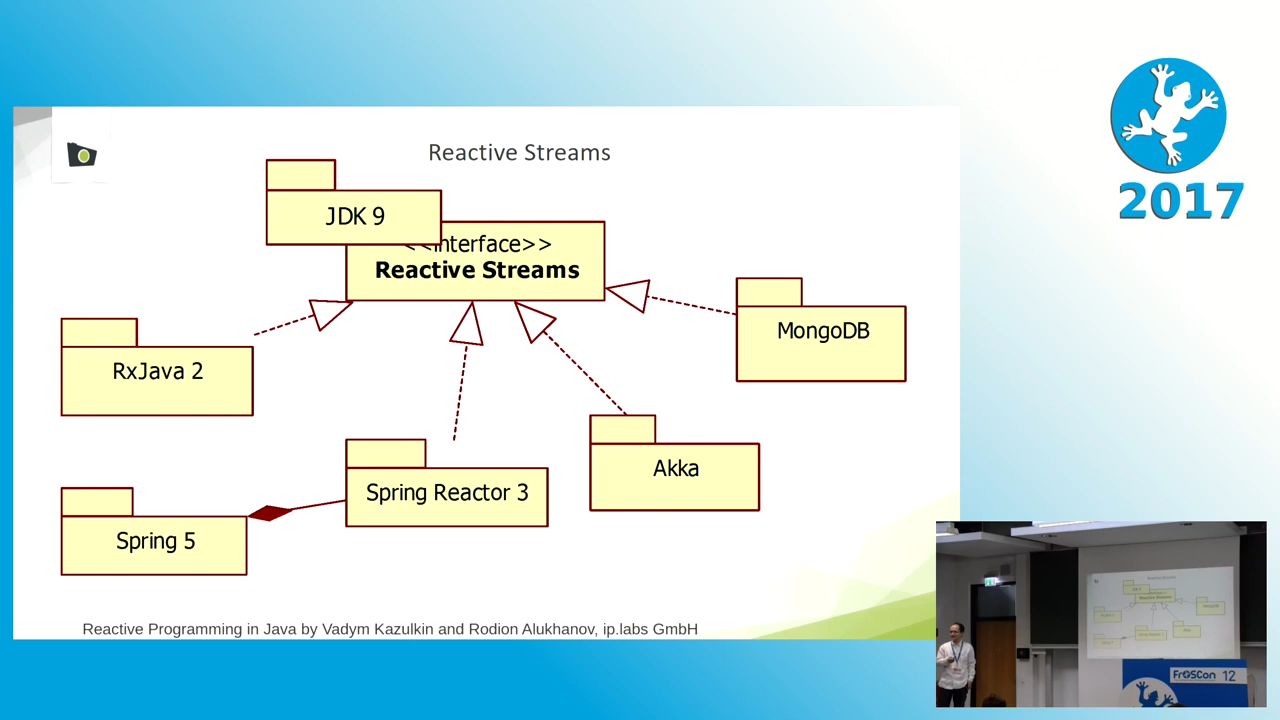 2017
Reactive Streams
JDK 9
<<interface>>
Reactive Streams
MongoDB
RxJava 2
Akka
Spring Reactor 3
Spring 5
Reactive Programming in Java by Vadym Kazulkin and Rodion Alukhanov, ip.labs GmbH
FrOSCon 12